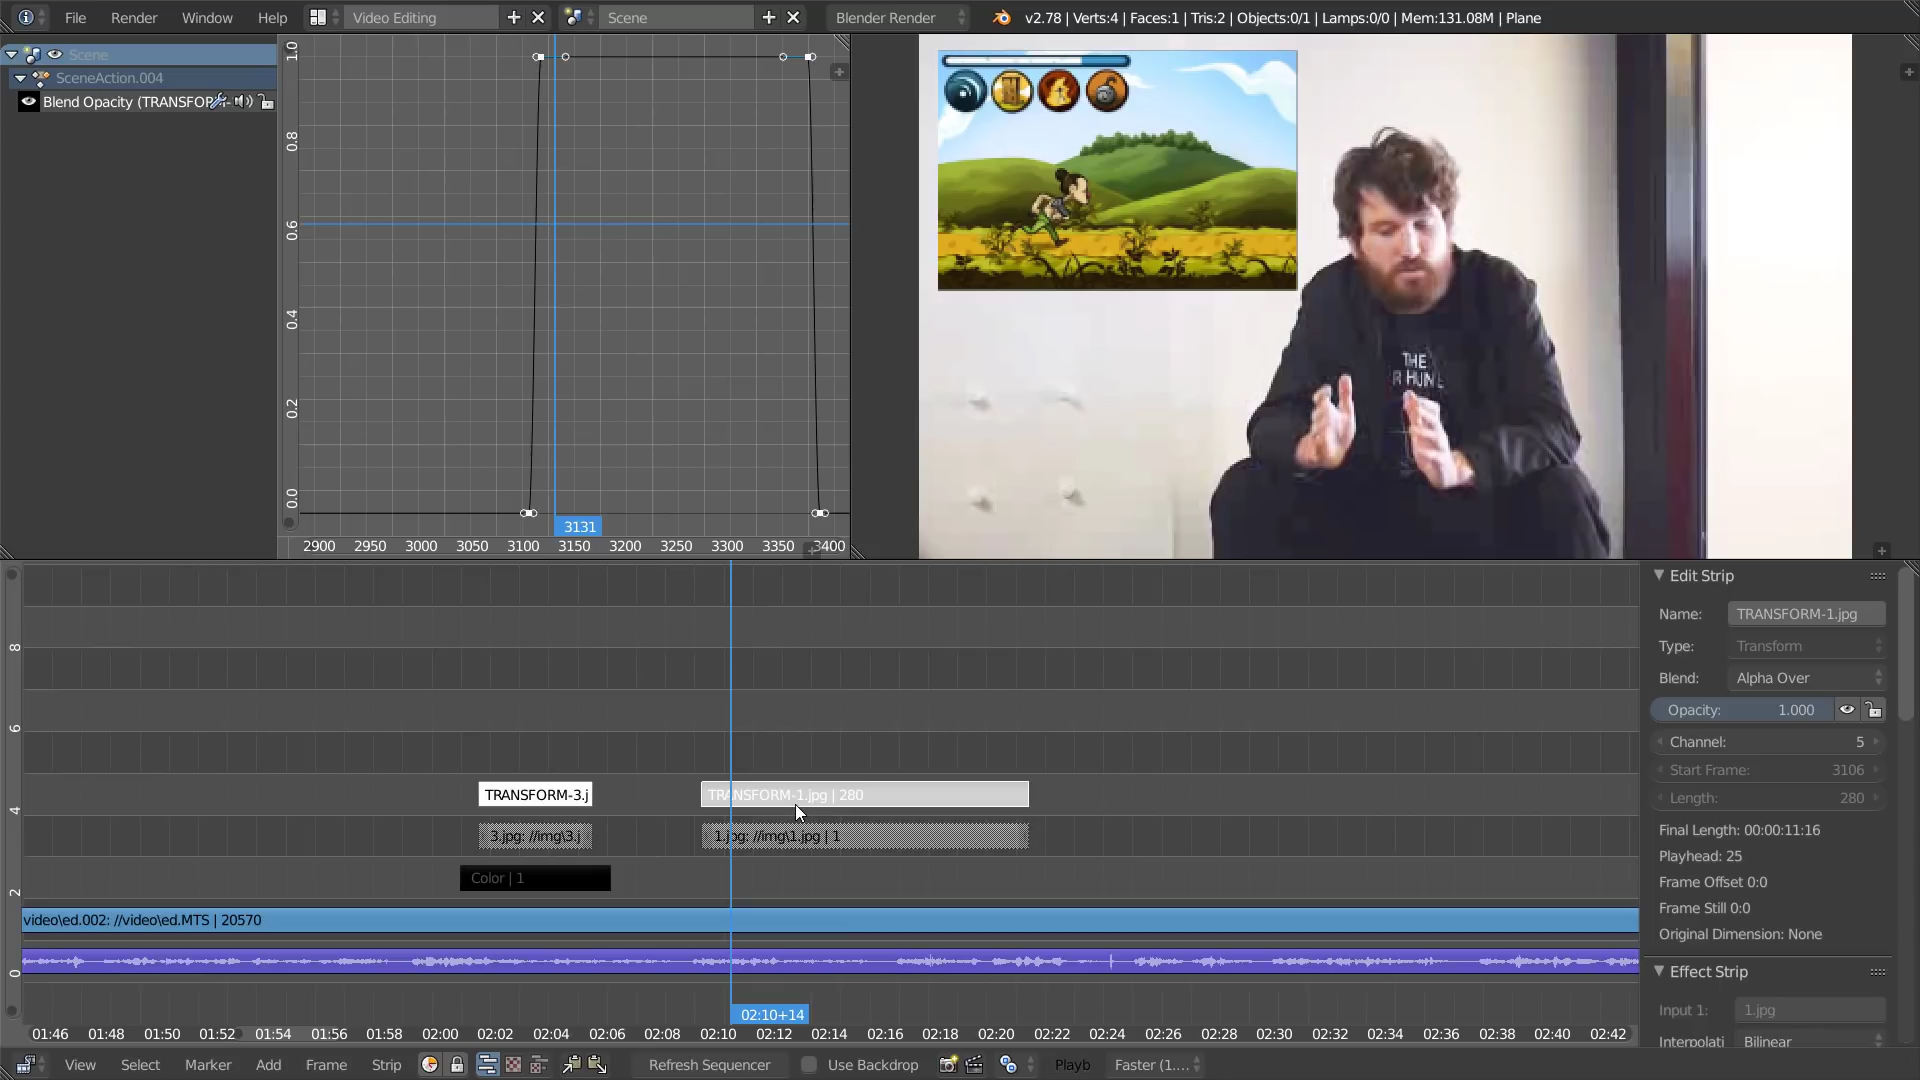 File Render Window Help Video Editing Scene Blender Render v2.78 | Verts:4 | Faces:1 | Tris:2 | Objects:0/1 | Lamps:0/0 | Mem:131.08M | Plane
Scene
SceneAction.004
Blend Opacity (TRANSFOR
1.0
0.8
0.6
0.4
0.2
0.0
3131
2900 2950 3000 3050 3100 3150 3200 3250 3300 3350 3400
THE
R HUN
Edit Strip
Name: TRANSFORM-1.jpg
Type: Transform
Blend: Alpha Over
Opacity: 1.000
Channel: 5
Start Frame: 3106
Length: 280
Final Length: 00:00:11:16
Playhead: 25
Frame Offset 0:0
Frame Still 0:0
Original Dimension: None
Effect Strip
Input 1: 1.jpg
Interpolati Bilinear
8
6
4
2
0
TRANSFORM-3.j TRANSFORM-1.jpg | 280
3.jpg: //img\3.j 1.jpg: //img\1.jpg | 1
Color | 1
video\ed.002: //video\ed.MTS | 20570
02:10+14
01:46 01:48 01:50 01:52 01:54 01:56 01:58 02:00 02:02 02:04 02:06 02:08 02:10 02:12 02:14 02:16 02:18 02:20 02:22 02:24 02:26 02:28 02:30 02:32 02:34 02:36 02:38 02:40 02:42
View Select Marker Add Frame Strip Refresh Sequencer Use Backdrop Playb Faster (1....